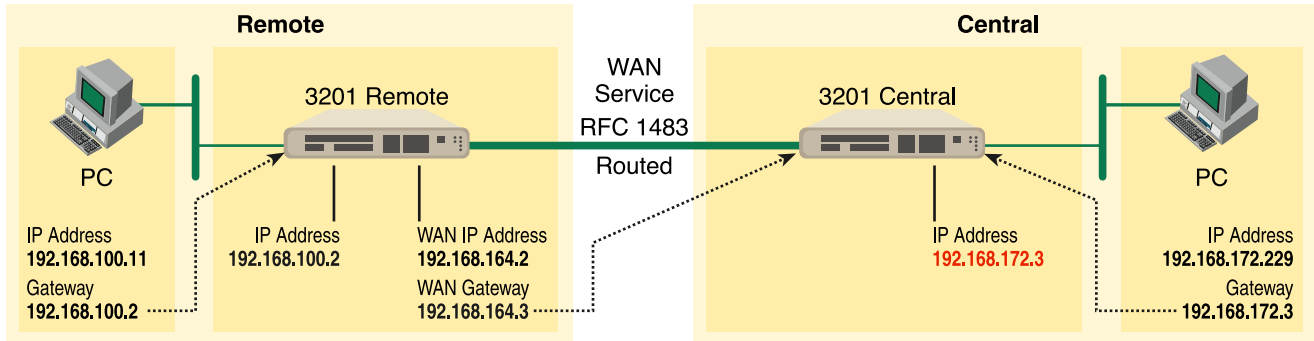 Remote
Central
3201 Remote
WAN
Service
RFC 1483
Routed
3201 Central
PC
PC
IP Address
192.168.100.11
Gateway
192.168.100.2
IP Address
192.168.100.2
WAN IP Address
192.168.164.2
WAN Gateway
192.168.164.3
IP Address
192.168.172.3
IP Address
192.168.172.229
Gateway
192.168.172.3